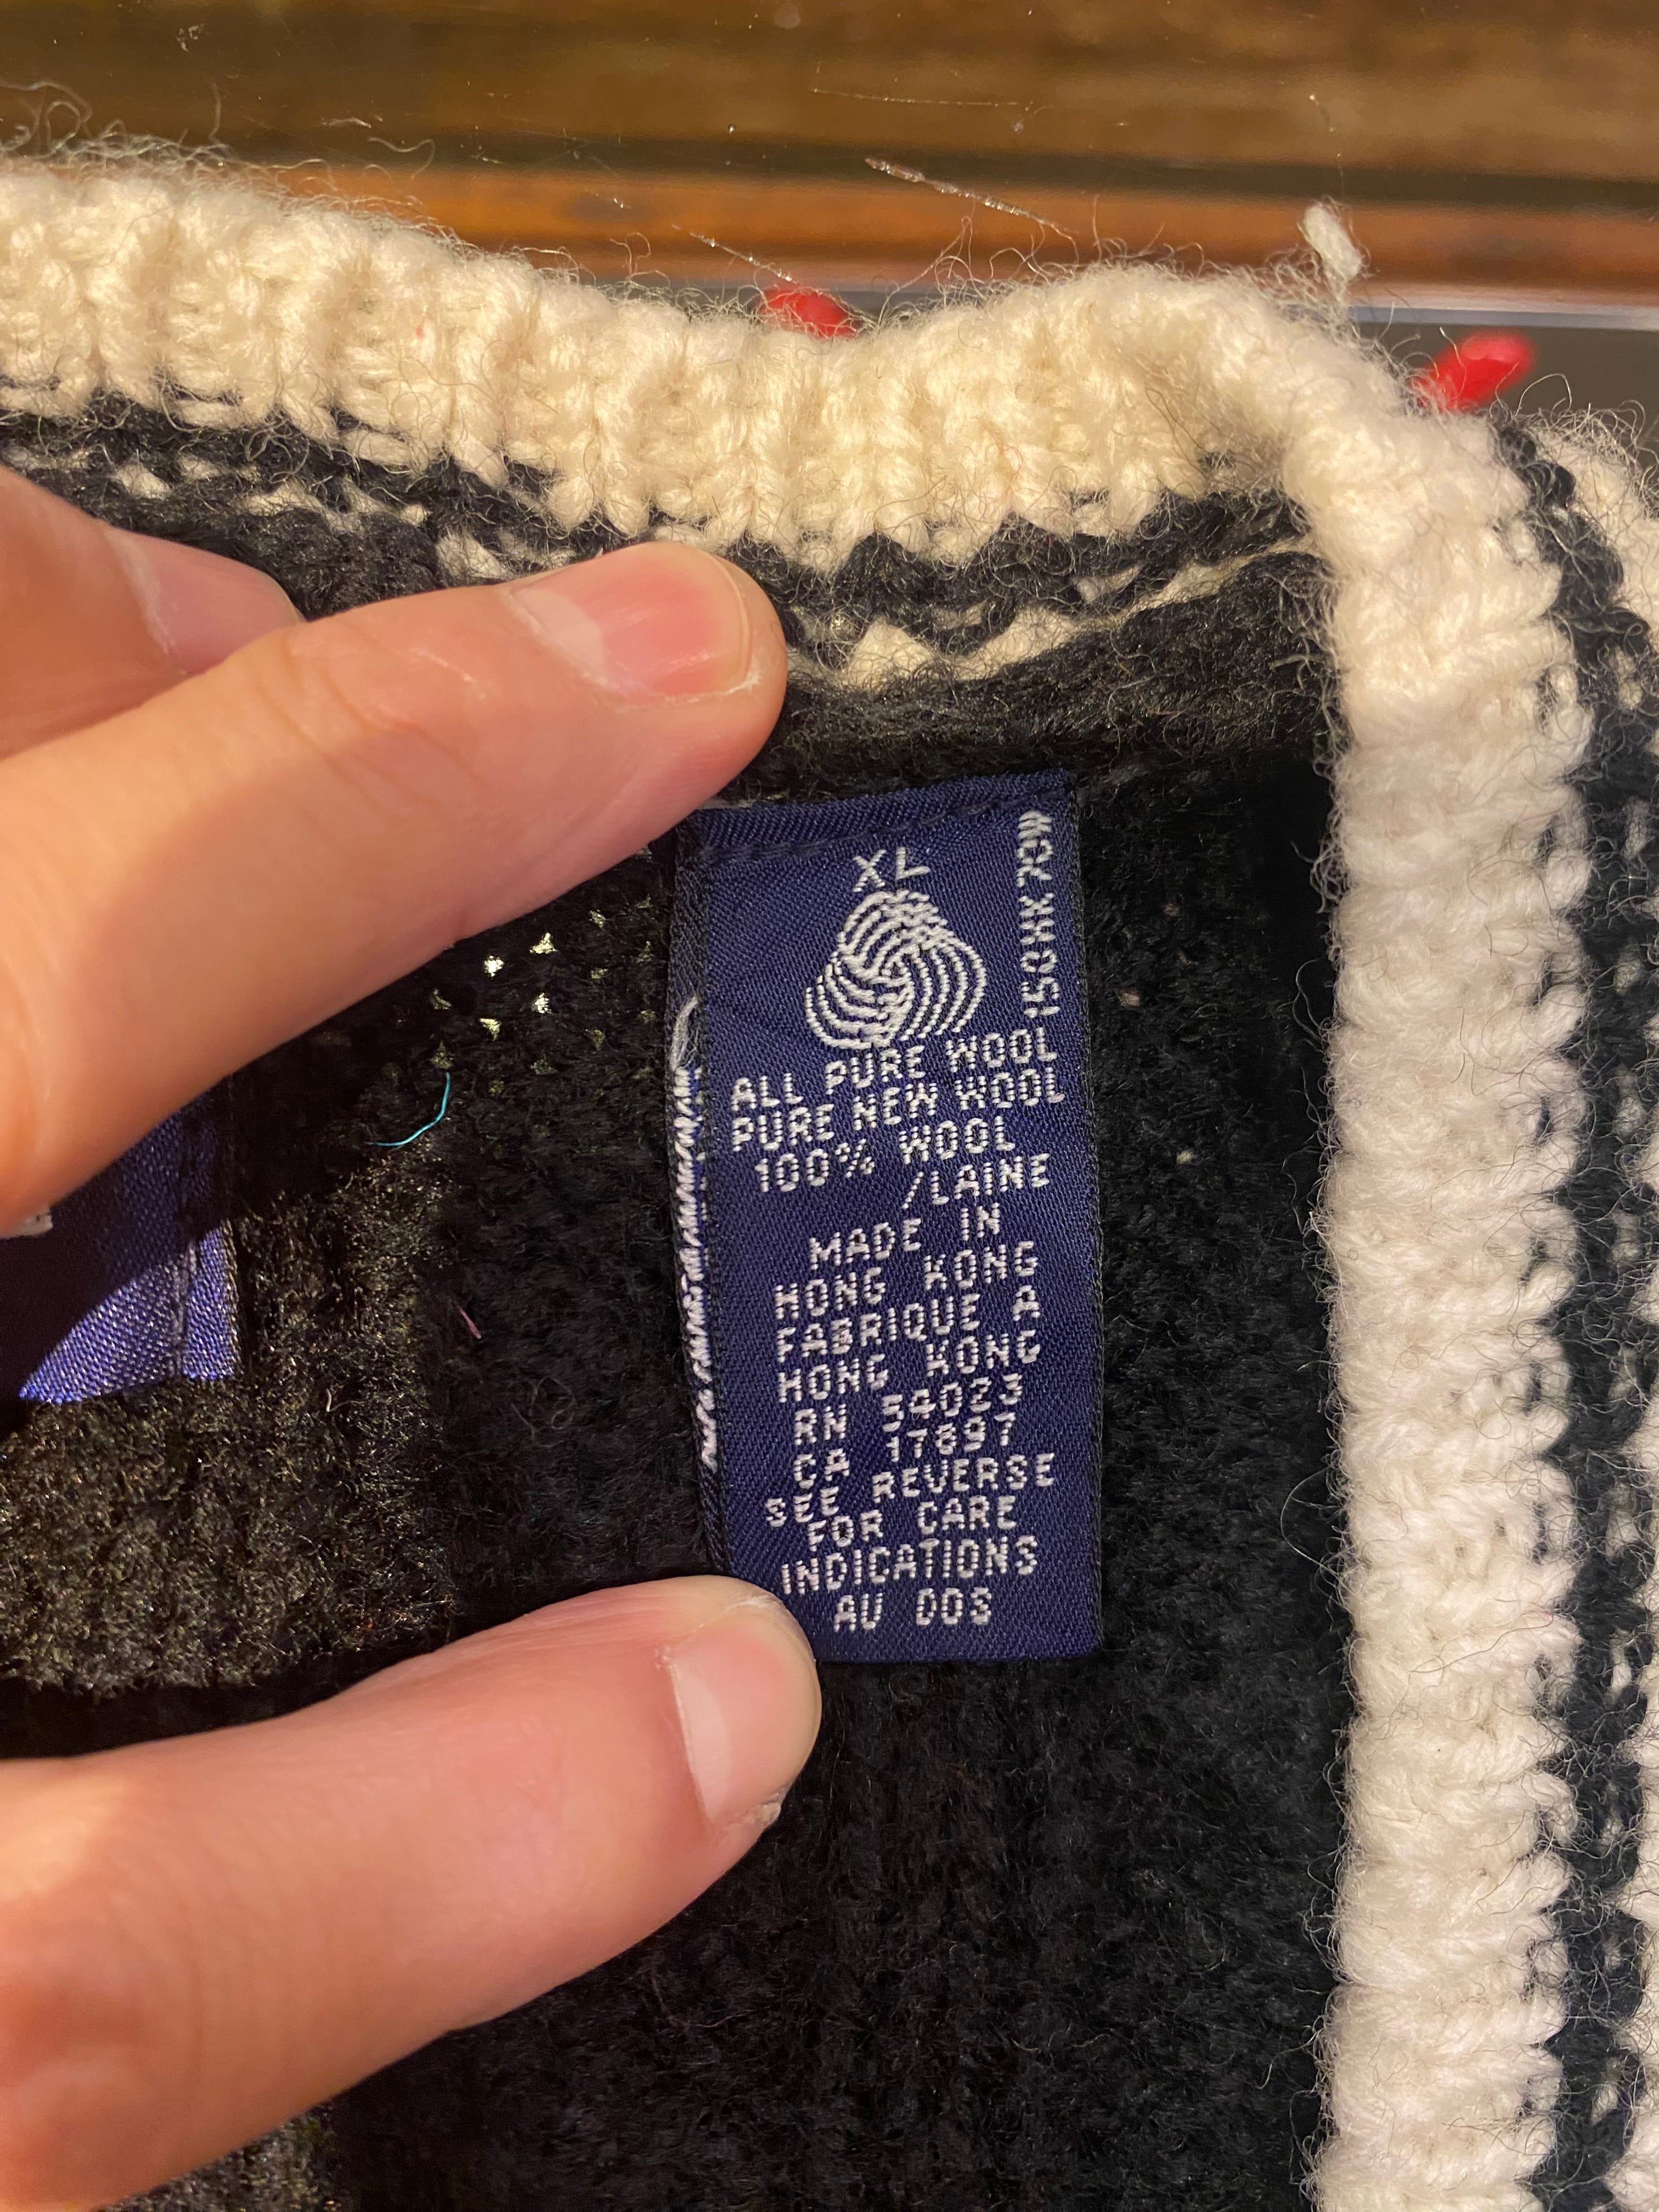 XL
150HK70W
ALL PURE WOOL
PURE NEW WOOL
100% WOOL
/LAINE
MADE IN
HONG KONG
FABRIQUE A
HONG KONG
RN 54023
CA 17897
SEE REVERSE
FOR CARE
INDICATIONS
AU DOS